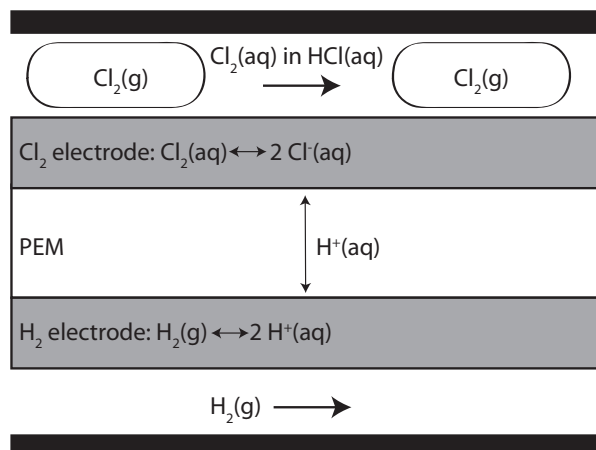 Cl₂(aq) in HCl(aq)
Cl₂(g) Cl₂(g)
Cl₂ electrode: Cl₂(aq)↔2 Cl⁻(aq)
PEM H⁺(aq)
H₂ electrode: H₂(g)↔2 H⁺(aq)
H₂(g) →